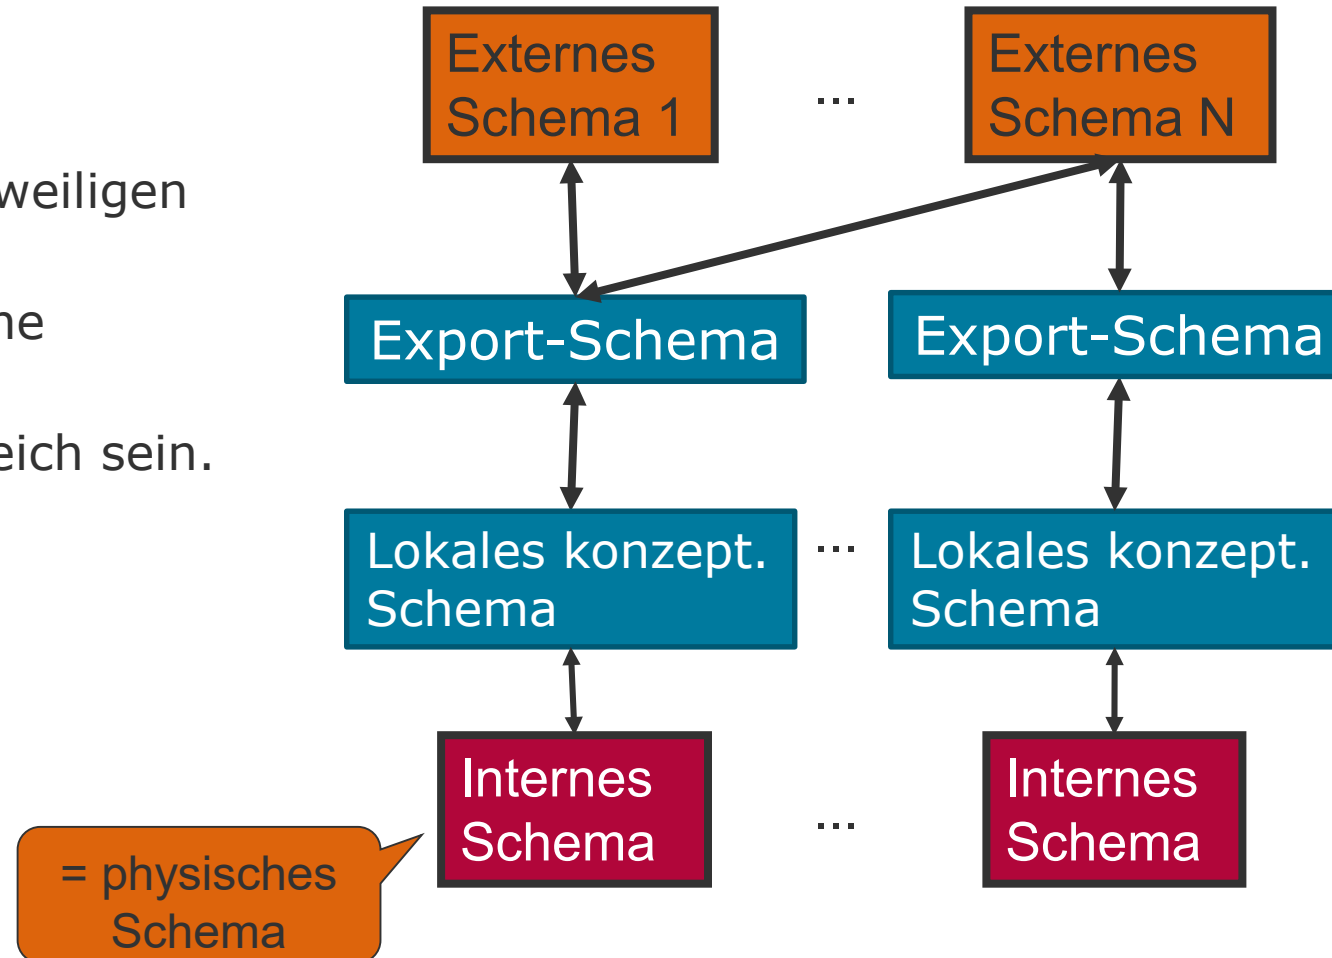 Externes
Schema 1
...
Externes
Schema N
weiligen
Export-Schema
Export-Schema
eich sein.
Lokales konzept.
Schema
...
Lokales konzept.
Schema
Internes
Schema
...
Internes
Schema
= physisches
Schema